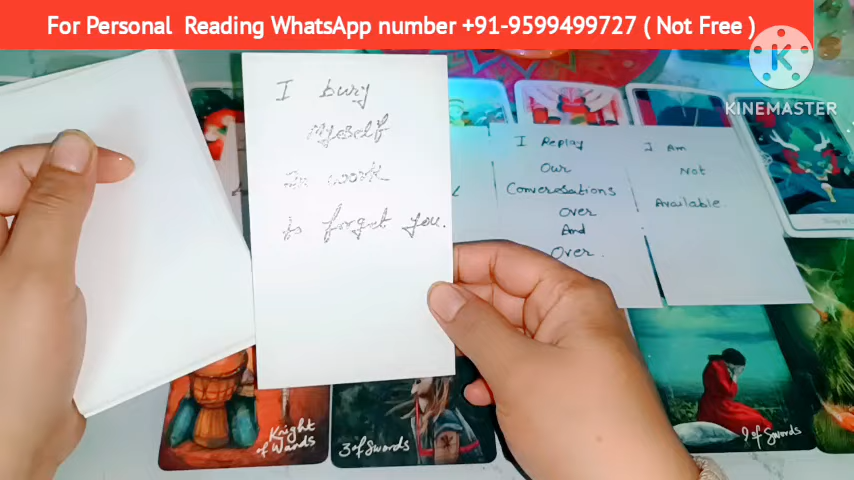 For Personal Reading WhatsApp number +91-9599499727 ( Not Free )
K
KINEMASTER
I bury
Myself
In work
to forget you.
I Replay
Our
Conversations
Over
And
Over.
I Am
Not
Available
Knight
of Wands
3 of Swords
9 of Swords